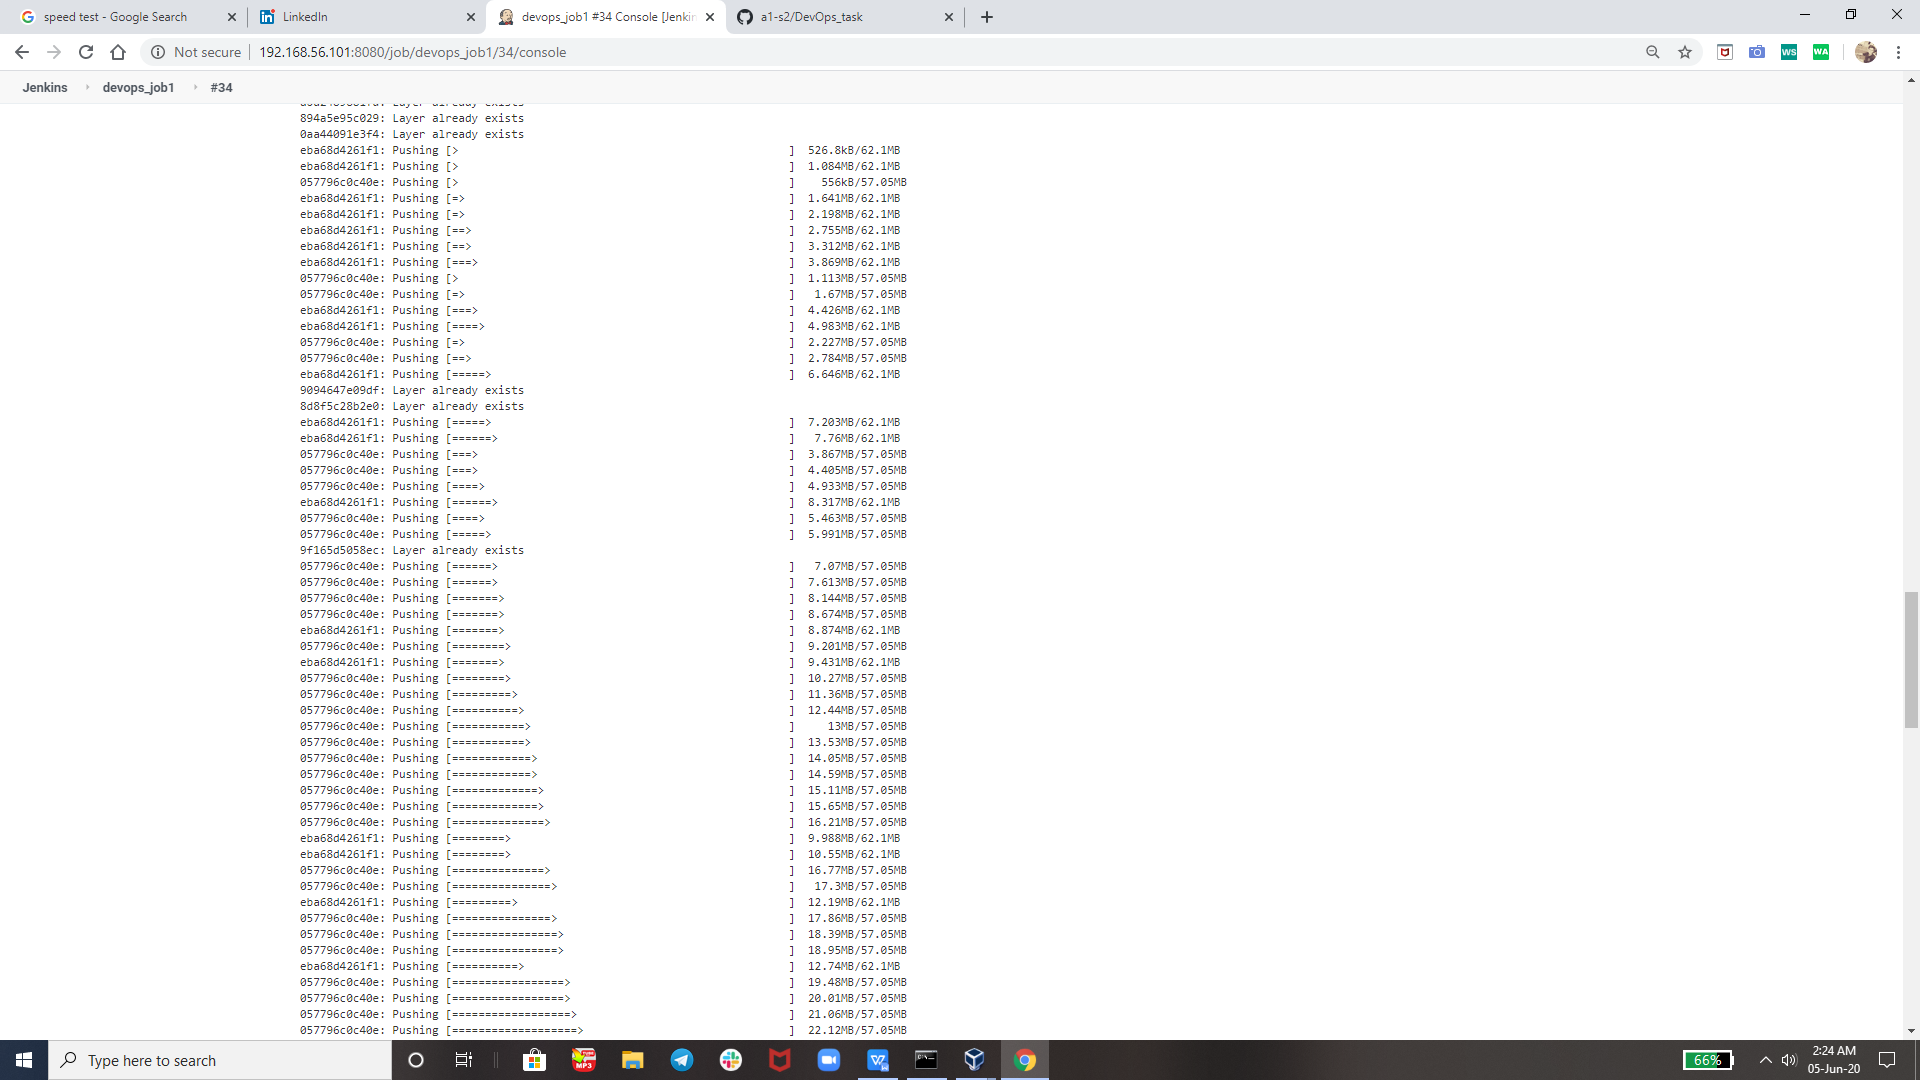 speed test - Google Search
LinkedIn
devops_job1 #34 Console [Jenkin
a1-s2/DevOps_task
Not secure
192.168.56.101:8080/job/devops_job1/34/console
Jenkins
devops_job1
#34
894a5e95c029: Layer already exists
0aa44091e3f4: Layer already exists
eba68d4261f1: Pushing [> ] 526.8kB/62.1MB
eba68d4261f1: Pushing [> ] 1.084MB/62.1MB
057796c0c40e: Pushing [> ] 556kB/57.05MB
eba68d4261f1: Pushing [=> ] 1.641MB/62.1MB
eba68d4261f1: Pushing [=> ] 2.198MB/62.1MB
eba68d4261f1: Pushing [==> ] 2.755MB/62.1MB
eba68d4261f1: Pushing [==> ] 3.312MB/62.1MB
eba68d4261f1: Pushing [===> ] 3.869MB/62.1MB
057796c0c40e: Pushing [> ] 1.113MB/57.05MB
057796c0c40e: Pushing [=> ] 1.67MB/57.05MB
eba68d4261f1: Pushing [===> ] 4.426MB/62.1MB
eba68d4261f1: Pushing [====> ] 4.983MB/62.1MB
057796c0c40e: Pushing [=> ] 2.227MB/57.05MB
057796c0c40e: Pushing [==> ] 2.784MB/57.05MB
eba68d4261f1: Pushing [=====> ] 6.646MB/62.1MB
9094647e09df: Layer already exists
8d8f5c28b2e0: Layer already exists
eba68d4261f1: Pushing [=====> ] 7.203MB/62.1MB
eba68d4261f1: Pushing [======> ] 7.76MB/62.1MB
057796c0c40e: Pushing [===> ] 3.867MB/57.05MB
057796c0c40e: Pushing [===> ] 4.405MB/57.05MB
057796c0c40e: Pushing [====> ] 4.933MB/57.05MB
eba68d4261f1: Pushing [======> ] 8.317MB/62.1MB
057796c0c40e: Pushing [====> ] 5.463MB/57.05MB
057796c0c40e: Pushing [=====> ] 5.991MB/57.05MB
9f165d5058ec: Layer already exists
057796c0c40e: Pushing [======> ] 7.07MB/57.05MB
057796c0c40e: Pushing [======> ] 7.613MB/57.05MB
057796c0c40e: Pushing [=======> ] 8.144MB/57.05MB
057796c0c40e: Pushing [=======> ] 8.674MB/57.05MB
eba68d4261f1: Pushing [=======> ] 8.874MB/62.1MB
057796c0c40e: Pushing [========> ] 9.201MB/57.05MB
eba68d4261f1: Pushing [=======> ] 9.431MB/62.1MB
057796c0c40e: Pushing [========> ] 10.27MB/57.05MB
057796c0c40e: Pushing [=========> ] 11.36MB/57.05MB
057796c0c40e: Pushing [==========> ] 12.44MB/57.05MB
057796c0c40e: Pushing [===========> ] 13MB/57.05MB
057796c0c40e: Pushing [===========> ] 13.53MB/57.05MB
057796c0c40e: Pushing [============> ] 14.05MB/57.05MB
057796c0c40e: Pushing [============> ] 14.59MB/57.05MB
057796c0c40e: Pushing [=============> ] 15.11MB/57.05MB
057796c0c40e: Pushing [=============> ] 15.65MB/57.05MB
057796c0c40e: Pushing [==============> ] 16.21MB/57.05MB
eba68d4261f1: Pushing [========> ] 9.988MB/62.1MB
eba68d4261f1: Pushing [========> ] 10.55MB/62.1MB
057796c0c40e: Pushing [==============> ] 16.77MB/57.05MB
057796c0c40e: Pushing [===============> ] 17.3MB/57.05MB
eba68d4261f1: Pushing [=========> ] 12.19MB/62.1MB
057796c0c40e: Pushing [===============> ] 17.86MB/57.05MB
057796c0c40e: Pushing [================> ] 18.39MB/57.05MB
057796c0c40e: Pushing [================> ] 18.95MB/57.05MB
eba68d4261f1: Pushing [==========> ] 12.74MB/62.1MB
057796c0c40e: Pushing [=================> ] 19.48MB/57.05MB
057796c0c40e: Pushing [=================> ] 20.01MB/57.05MB
057796c0c40e: Pushing [==================> ] 21.06MB/57.05MB
057796c0c40e: Pushing [===================> ] 22.12MB/57.05MB
Type here to search
66%
2:24 AM
05-Jun-20